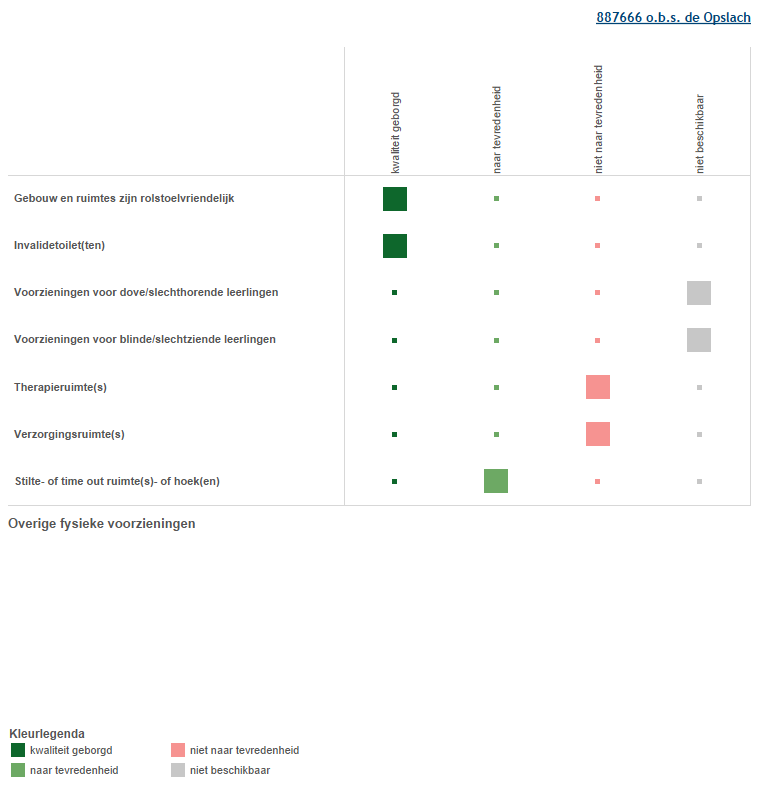 887666 o.b.s. de Opslach
kwaliteit geborgd
naar tevredenheid
niet naar tevredenheid
niet beschikbaar
Gebouw en ruimtes zijn rolstoelvriendelijk
Invalidetoilet(ten)
Voorzieningen voor dove/slechthorende leerlingen
Voorzieningen voor blinde/slechtziende leerlingen
Therapieruimte(s)
Verzorgingsruimte(s)
Stilte- of time out ruimte(s)- of hoek(en)
Overige fysieke voorzieningen
Kleurlegenda
kwaliteit geborgd
niet naar tevredenheid
naar tevredenheid
niet beschikbaar